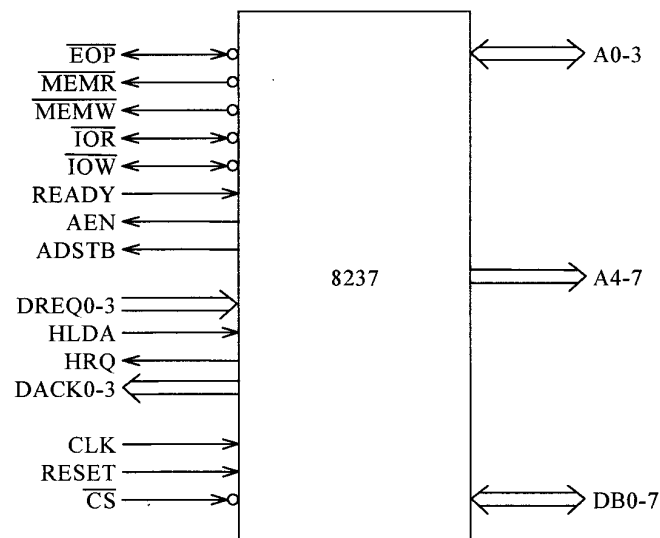 EOP
MEMR
MEMW
IOR
IOW
READY
AEN
ADSTB
DREQ0-3
HLDA
HRQ
DACK0-3
CLK
RESET
CS
8237
A0-3
A4-7
DB0-7